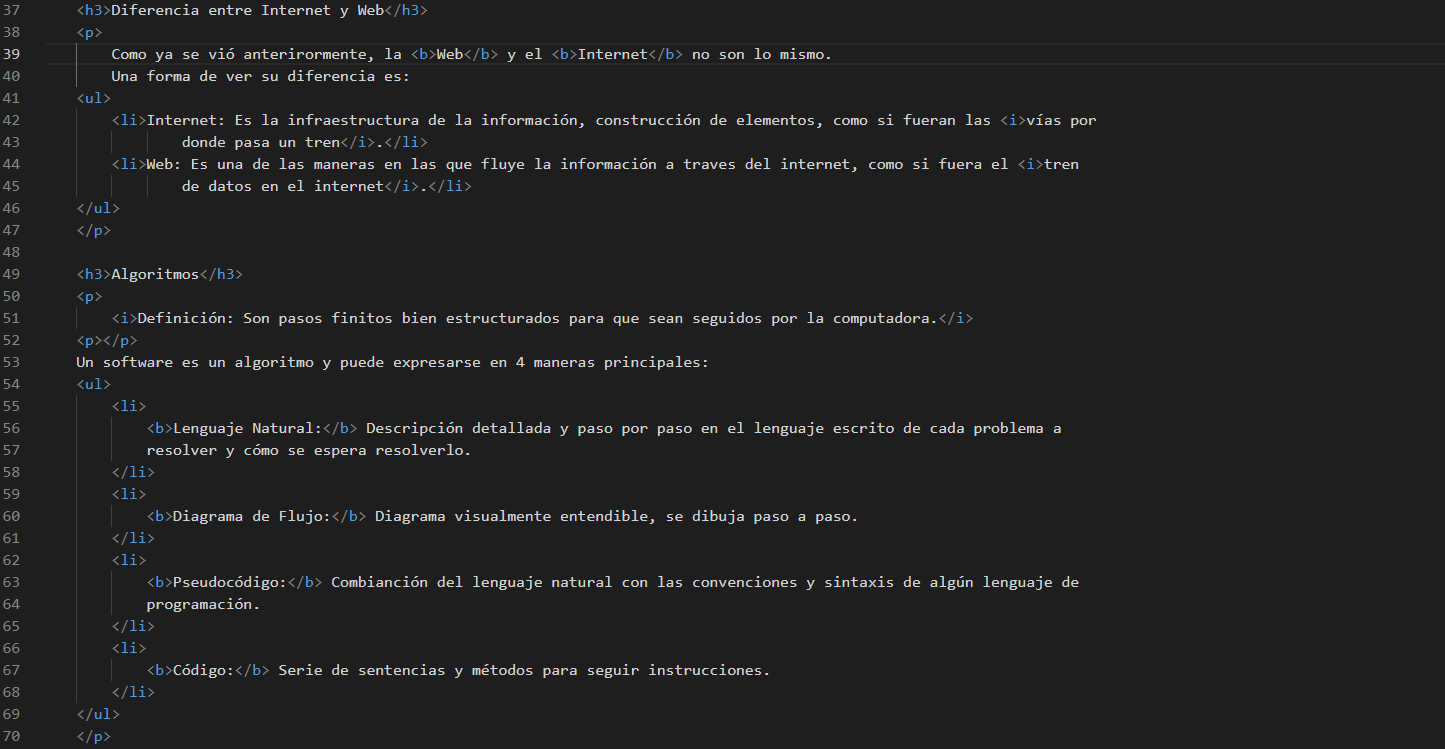 37 <h3>Diferencia entre Internet y Web</h3>
38 <p>
39 Como ya se vió anterirormente, la <b>Web</b> y el <b>Internet</b> no son lo mismo.
40 Una forma de ver su diferencia es:
41 <ul>
42 <li>Internet: Es la infraestructura de la información, construcción de elementos, como si fueran las <i>vías por
43 donde pasa un tren</i>.</li>
44 <li>Web: Es una de las maneras en las que fluye la información a traves del internet, como si fuera el <i>tren
45 de datos en el internet</i>.</li>
46 </ul>
47 </p>
48
49 <h3>Algoritmos</h3>
50 <p>
51 <i>Definición: Son pasos finitos bien estructurados para que sean seguidos por la computadora.</i>
52 <p></p>
53 Un software es un algoritmo y puede expresarse en 4 maneras principales:
54 <ul>
55 <li>
56 <b>Lenguaje Natural:</b> Descripción detallada y paso por paso en el lenguaje escrito de cada problema a
57 resolver y cómo se espera resolverlo.
58 </li>
59 <li>
60 <b>Diagrama de Flujo:</b> Diagrama visualmente entendible, se dibuja paso a paso.
61 </li>
62 <li>
63 <b>Pseudocódigo:</b> Combianción del lenguaje natural con las convenciones y sintaxis de algún lenguaje de
64 programación.
65 </li>
66 <li>
67 <b>Código:</b> Serie de sentencias y métodos para seguir instrucciones.
68 </li>
69 </ul>
70 </p>